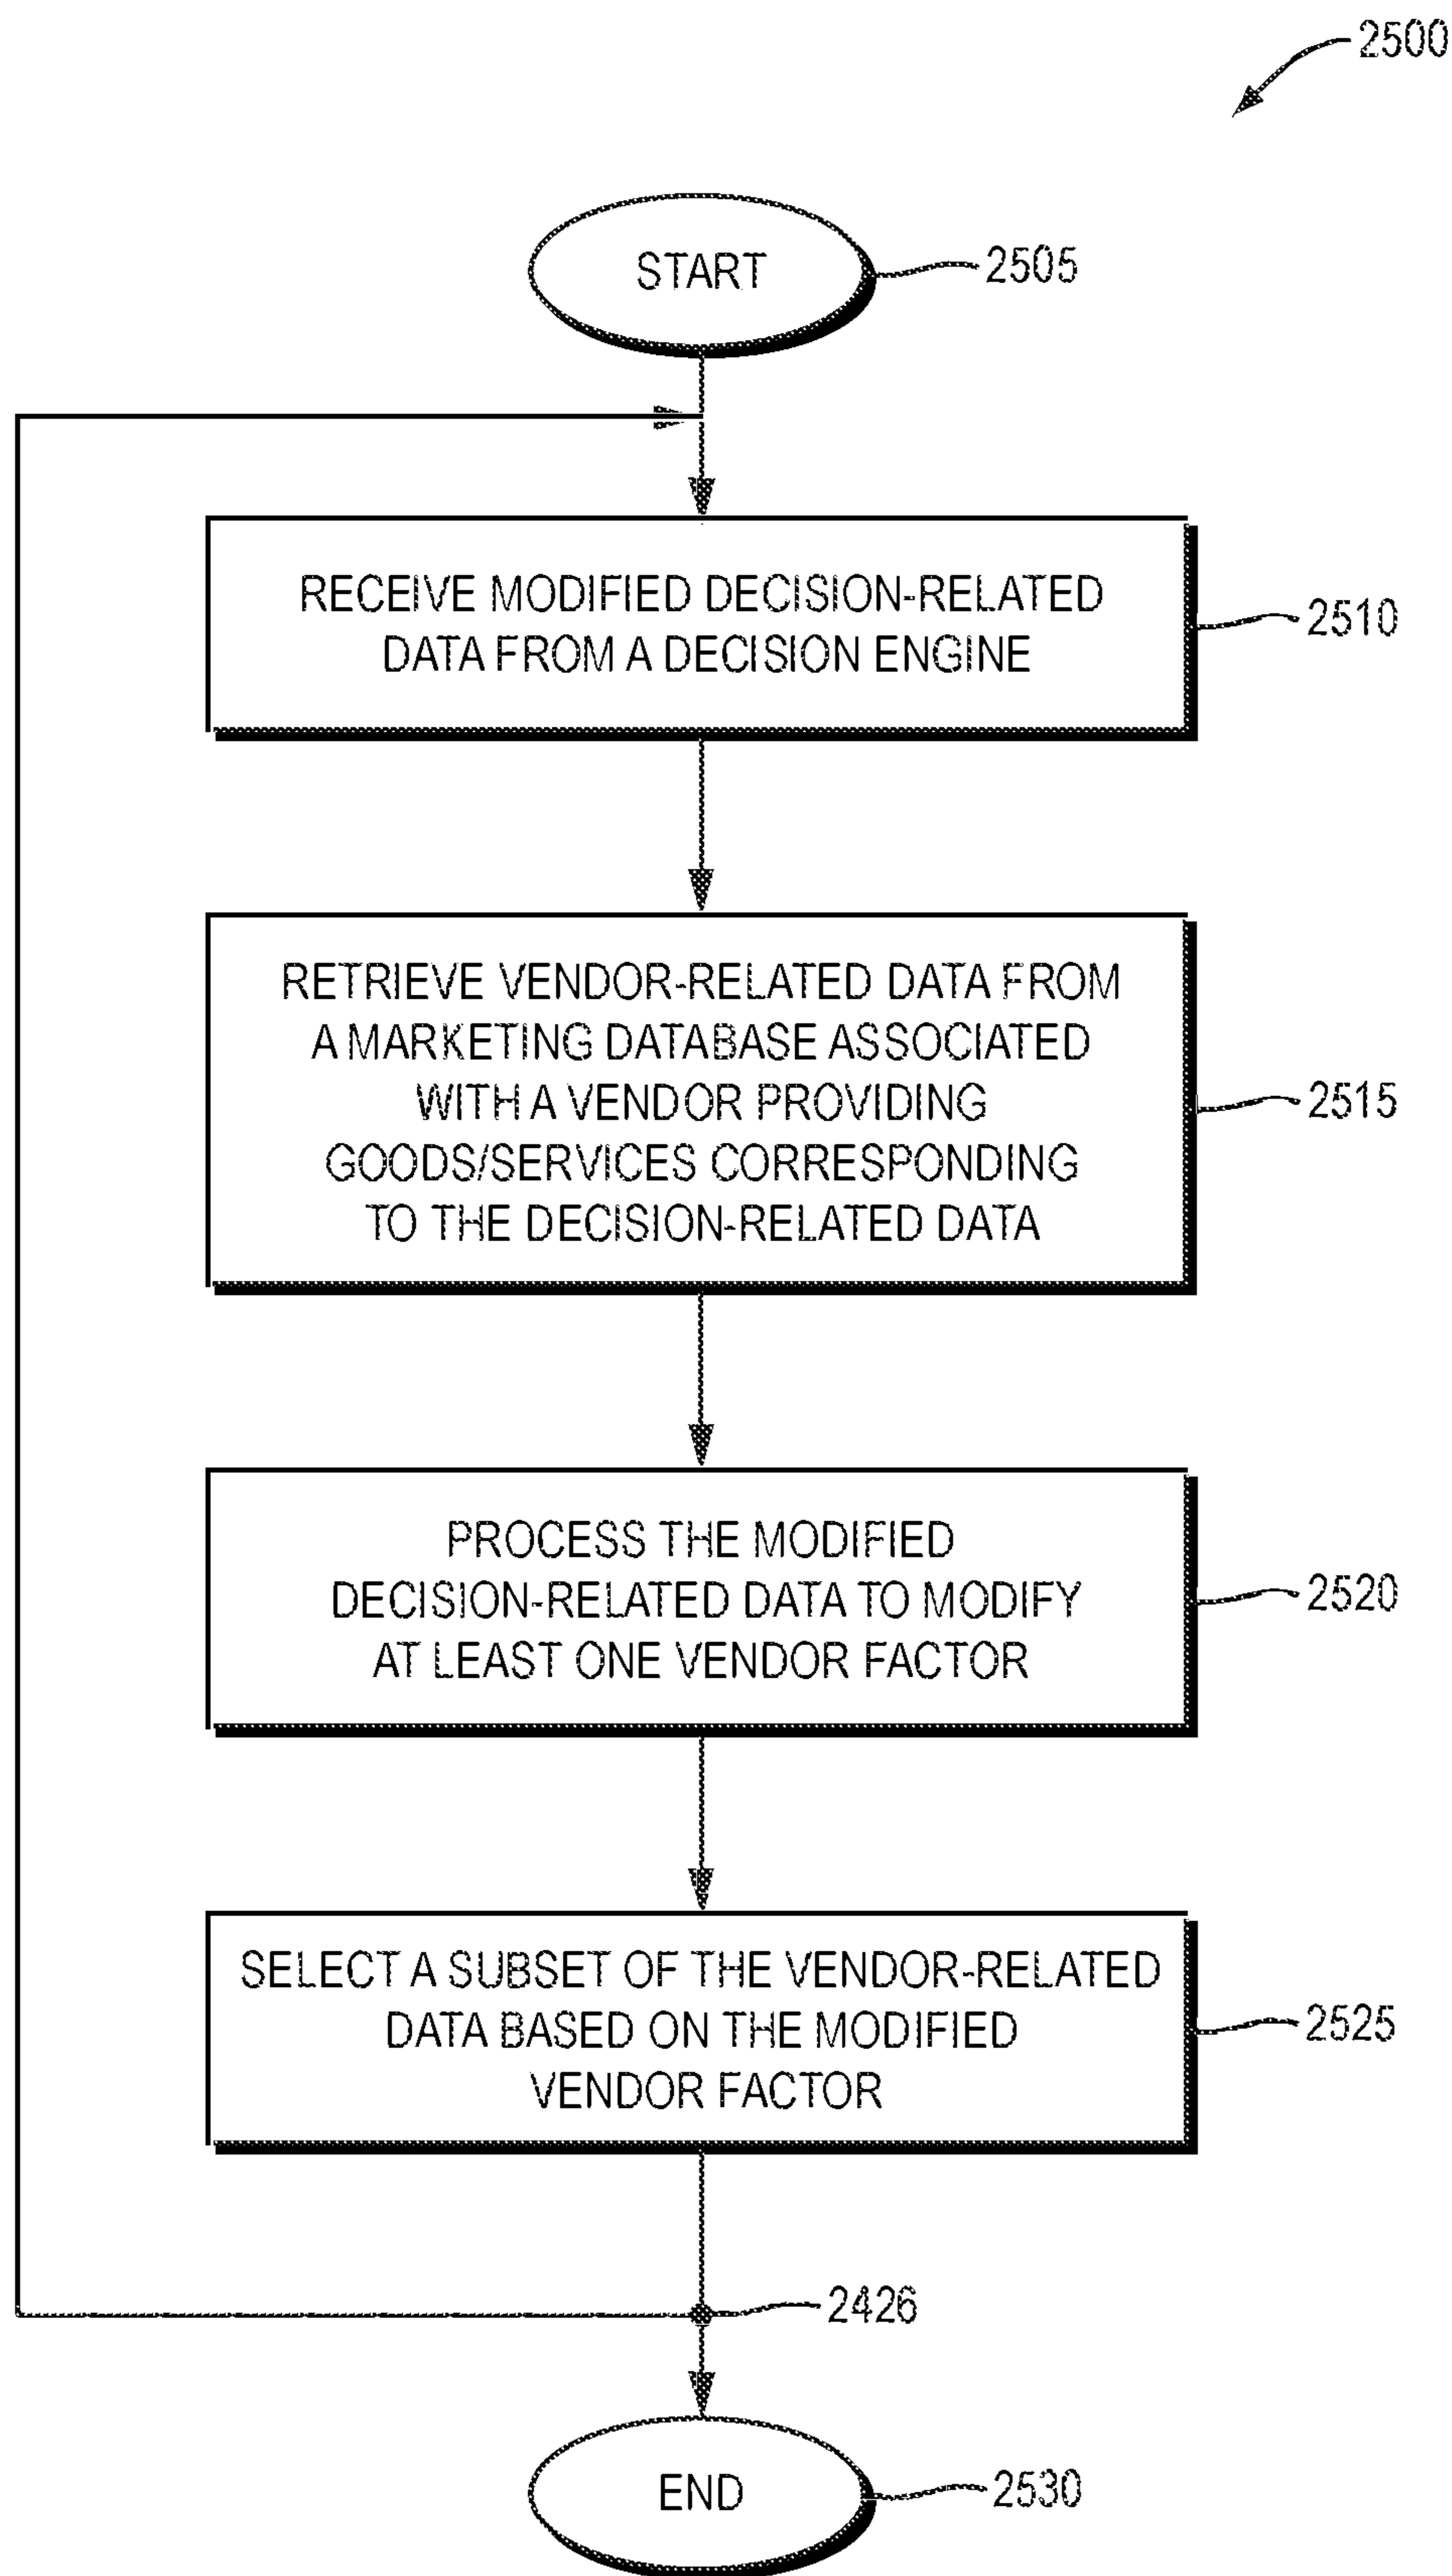 2500
START
2505
RECEIVE MODIFIED DECISION-RELATED
DATA FROM A DECISION ENGINE
2510
RETRIEVE VENDOR-RELATED DATA FROM
A MARKETING DATABASE ASSOCIATED
WITH A VENDOR PROVIDING
GOODS/SERVICES CORRESPONDING
TO THE DECISION-RELATED DATA
2515
PROCESS THE MODIFIED
DECISION-RELATED DATA TO MODIFY
AT LEAST ONE VENDOR FACTOR
2520
SELECT A SUBSET OF THE VENDOR-RELATED
DATA BASED ON THE MODIFIED
VENDOR FACTOR
2525
2426
END
2530